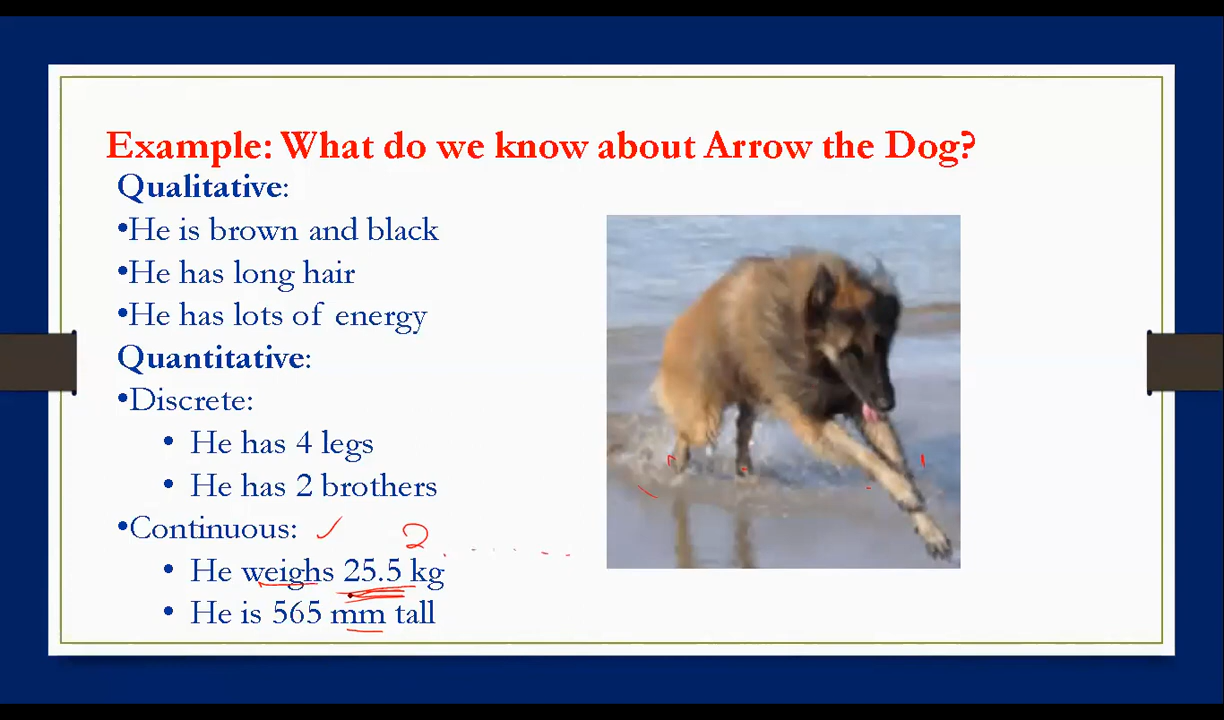 Example: What do we know about Arrow the Dog?
Qualitative:
•He is brown and black
•He has long hair
•He has lots of energy
Quantitative:
•Discrete:
• He has 4 legs
• He has 2 brothers
•Continuous: ✓ 2
• He weighs 25.5 kg
• He is 565 mm tall